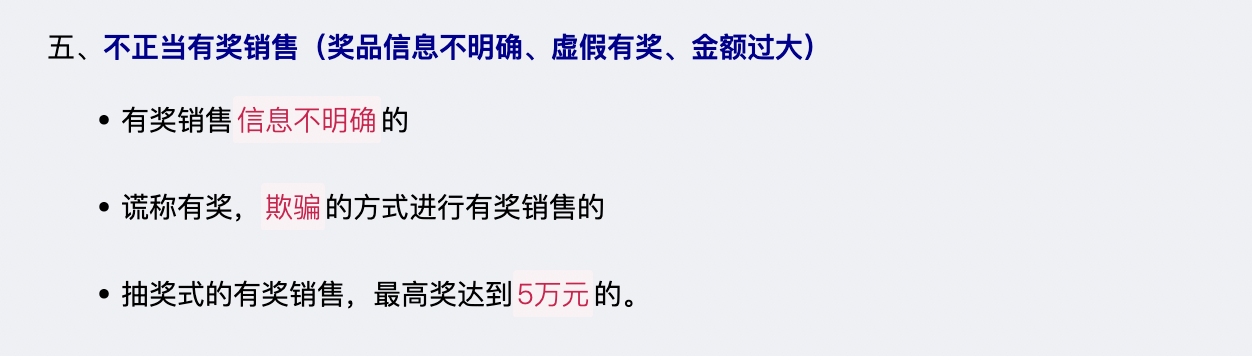 五、不正当有奖销售（奖品信息不明确、虚假有奖、金额过大）
• 有奖销售信息不明确的
• 谎称有奖，欺骗的方式进行有奖销售的
• 抽奖式的有奖销售，最高奖达到5万元的。